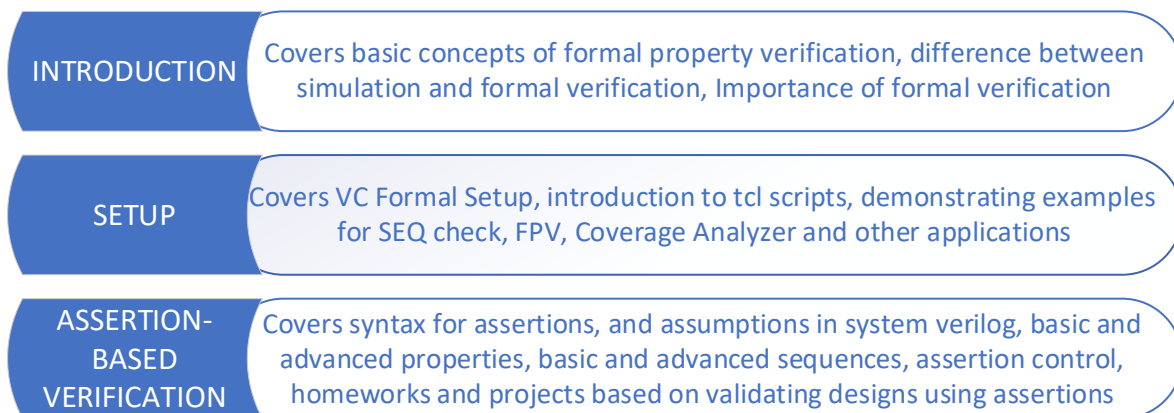 INTRODUCTION
Covers basic concepts of formal property verification, difference between
simulation and formal verification, Importance of formal verification
SETUP
Covers VC Formal Setup, introduction to tcl scripts, demonstrating examples
for SEQ check, FPV, Coverage Analyzer and other applications
ASSERTION-
BASED
VERIFICATION
Covers syntax for assertions, and assumptions in system verilog, basic and
advanced properties, basic and advanced sequences, assertion control,
homeworks and projects based on validating designs using assertions